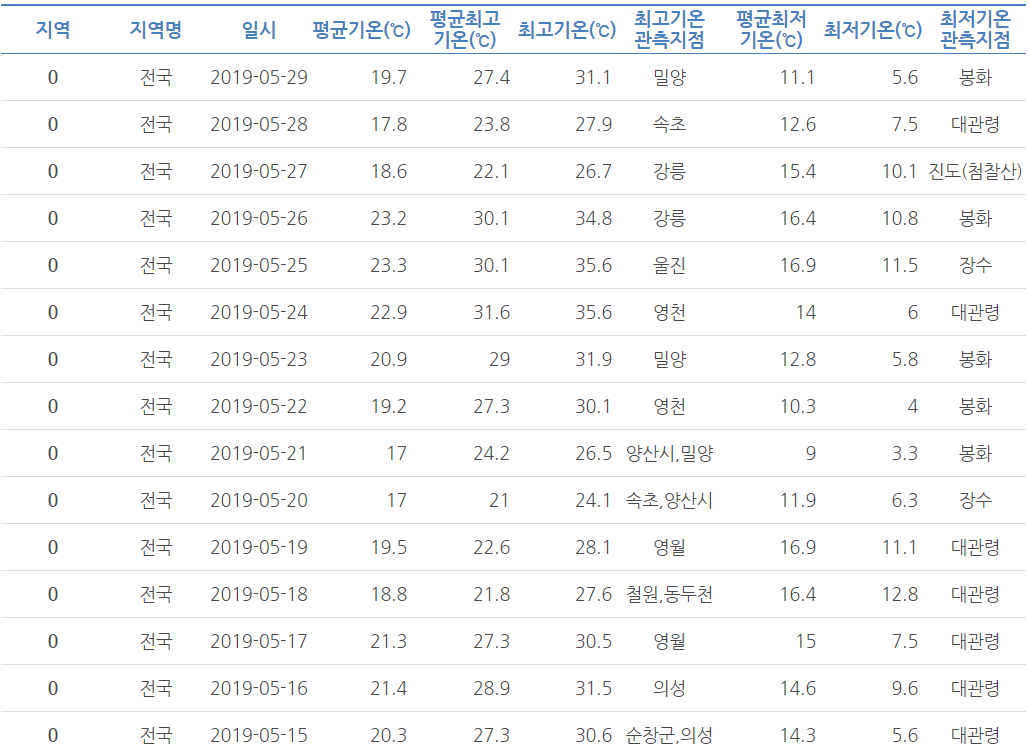 지역 지역명 일시 평균기온(℃) 평균최고기온(℃) 최고기온(℃) 최고기온관측지점 평균최저기온(℃) 최저기온(℃) 최저기온관측지점
0 전국 2019-05-29 19.7 27.4 31.1 밀양 11.1 5.6 봉화
0 전국 2019-05-28 17.8 23.8 27.9 속초 12.6 7.5 대관령
0 전국 2019-05-27 18.6 22.1 26.7 강릉 15.4 10.1 진도(첨찰산)
0 전국 2019-05-26 23.2 30.1 34.8 강릉 16.4 10.8 봉화
0 전국 2019-05-25 23.3 30.1 35.6 울진 16.9 11.5 장수
0 전국 2019-05-24 22.9 31.6 35.6 영천 14 6 대관령
0 전국 2019-05-23 20.9 29 31.9 밀양 12.8 5.8 봉화
0 전국 2019-05-22 19.2 27.3 30.1 영천 10.3 4 봉화
0 전국 2019-05-21 17 24.2 26.5 양산시,밀양 9 3.3 봉화
0 전국 2019-05-20 17 21 24.1 속초,양산시 11.9 6.3 장수
0 전국 2019-05-19 19.5 22.6 28.1 영월 16.9 11.1 대관령
0 전국 2019-05-18 18.8 21.8 27.6 철원,동두천 16.4 12.8 대관령
0 전국 2019-05-17 21.3 27.3 30.5 영월 15 7.5 대관령
0 전국 2019-05-16 21.4 28.9 31.5 의성 14.6 9.6 대관령
0 전국 2019-05-15 20.3 27.3 30.6 순창군,의성 14.3 5.6 대관령